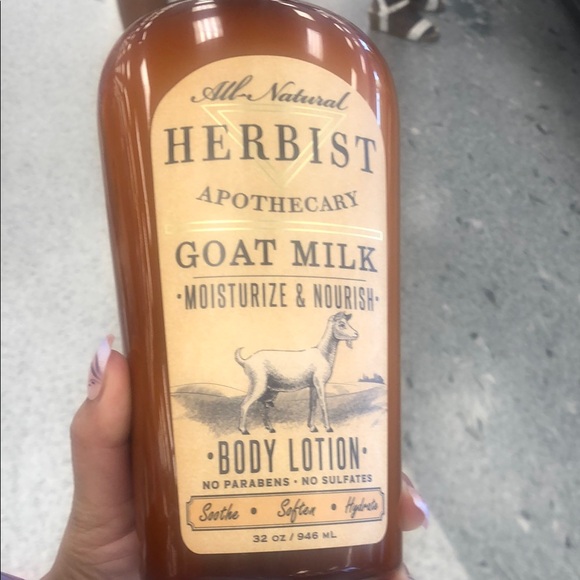 All-Natural
HERBIST
APOTHECARY
GOAT MILK
·MOISTURIZE & NOURISH·
·BODY LOTION·
NO PARABENS · NO SULFATES
Soothe · Soften · Hydrate
32 OZ / 946 mL